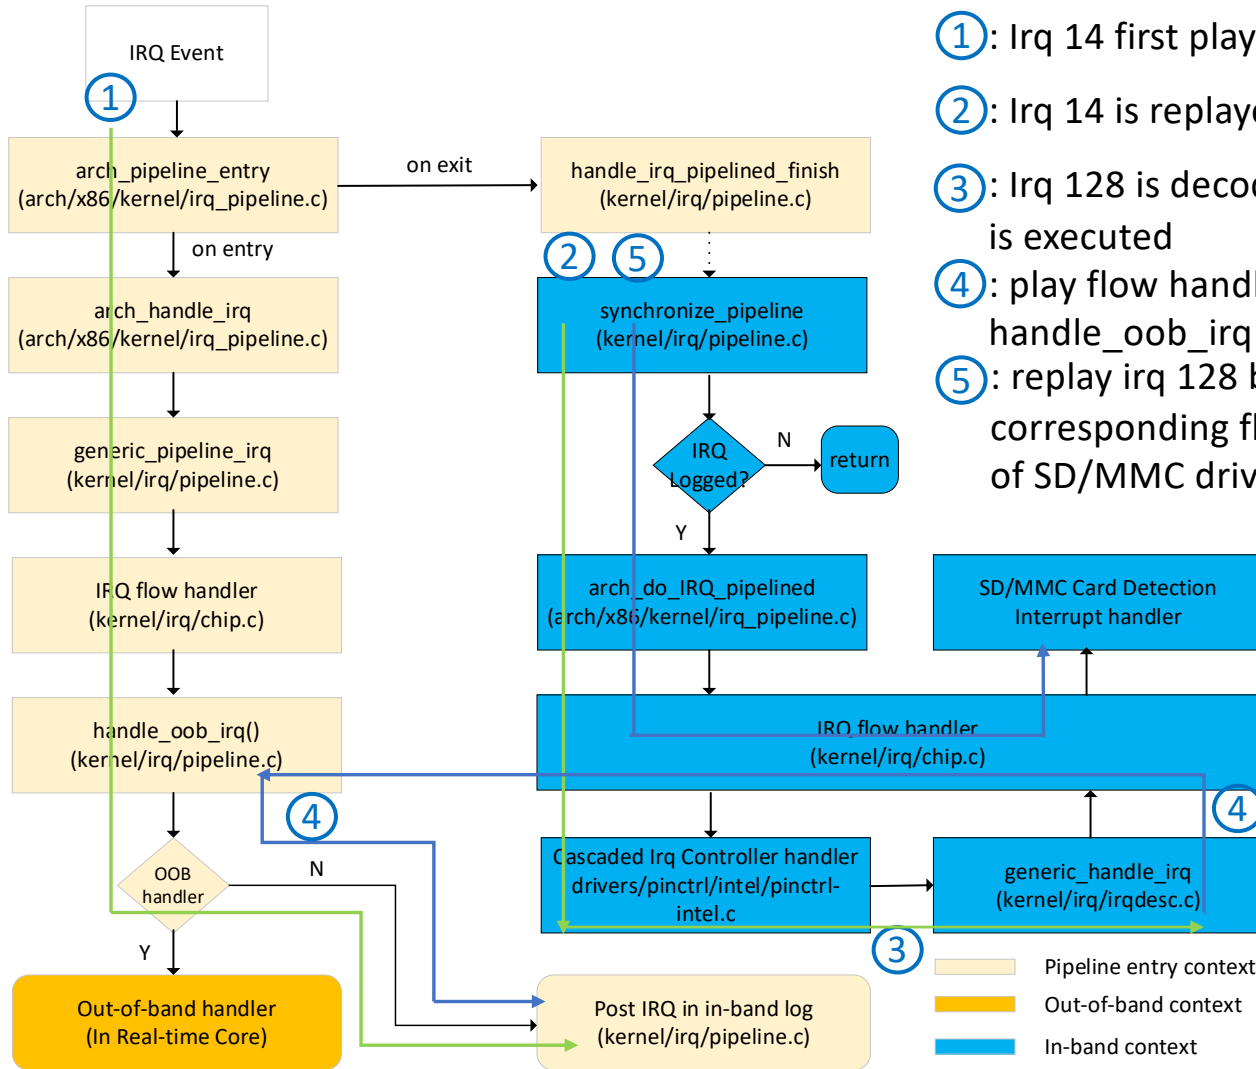 IRQ Event
1
arch_pipeline_entry
(arch/x86/kernel/irq_pipeline.c)
on exit
handle_irq_pipelined_finish
(kernel/irq/pipeline.c)
on entry
2
5
arch_handle_irq
(arch/x86/kernel/irq_pipeline.c)
synchronize_pipeline
(kernel/irq/pipeline.c)
generic_pipeline_irq
(kernel/irq/pipeline.c)
IRQ
Logged?
N
return
Y
IRQ flow handler
(kernel/irq/chip.c)
arch_do_IRQ_pipelined
(arch/x86/kernel/irq_pipeline.c)
SD/MMC Card Detection
Interrupt handler
handle_oob_irq()
(kernel/irq/pipeline.c)
IRQ flow handler
(kernel/irq/chip.c)
4
4
OOB
handler
N
Y
Cascaded Irq Controller handler
drivers/pinctrl/intel/pinctrl-
intel.c
generic_handle_irq
(kernel/irq/irqdesc.c)
3
Out-of-band handler
(In Real-time Core)
Post IRQ in in-band log
(kernel/irq/pipeline.c)
1: Irq 14 first play
2: Irq 14 is replaye
3: Irq 128 is deco
is executed
4: play flow handl
handle_oob_irq
5: replay irq 128 b
corresponding fl
of SD/MMC driv
Pipeline entry context
Out-of-band context
In-band context